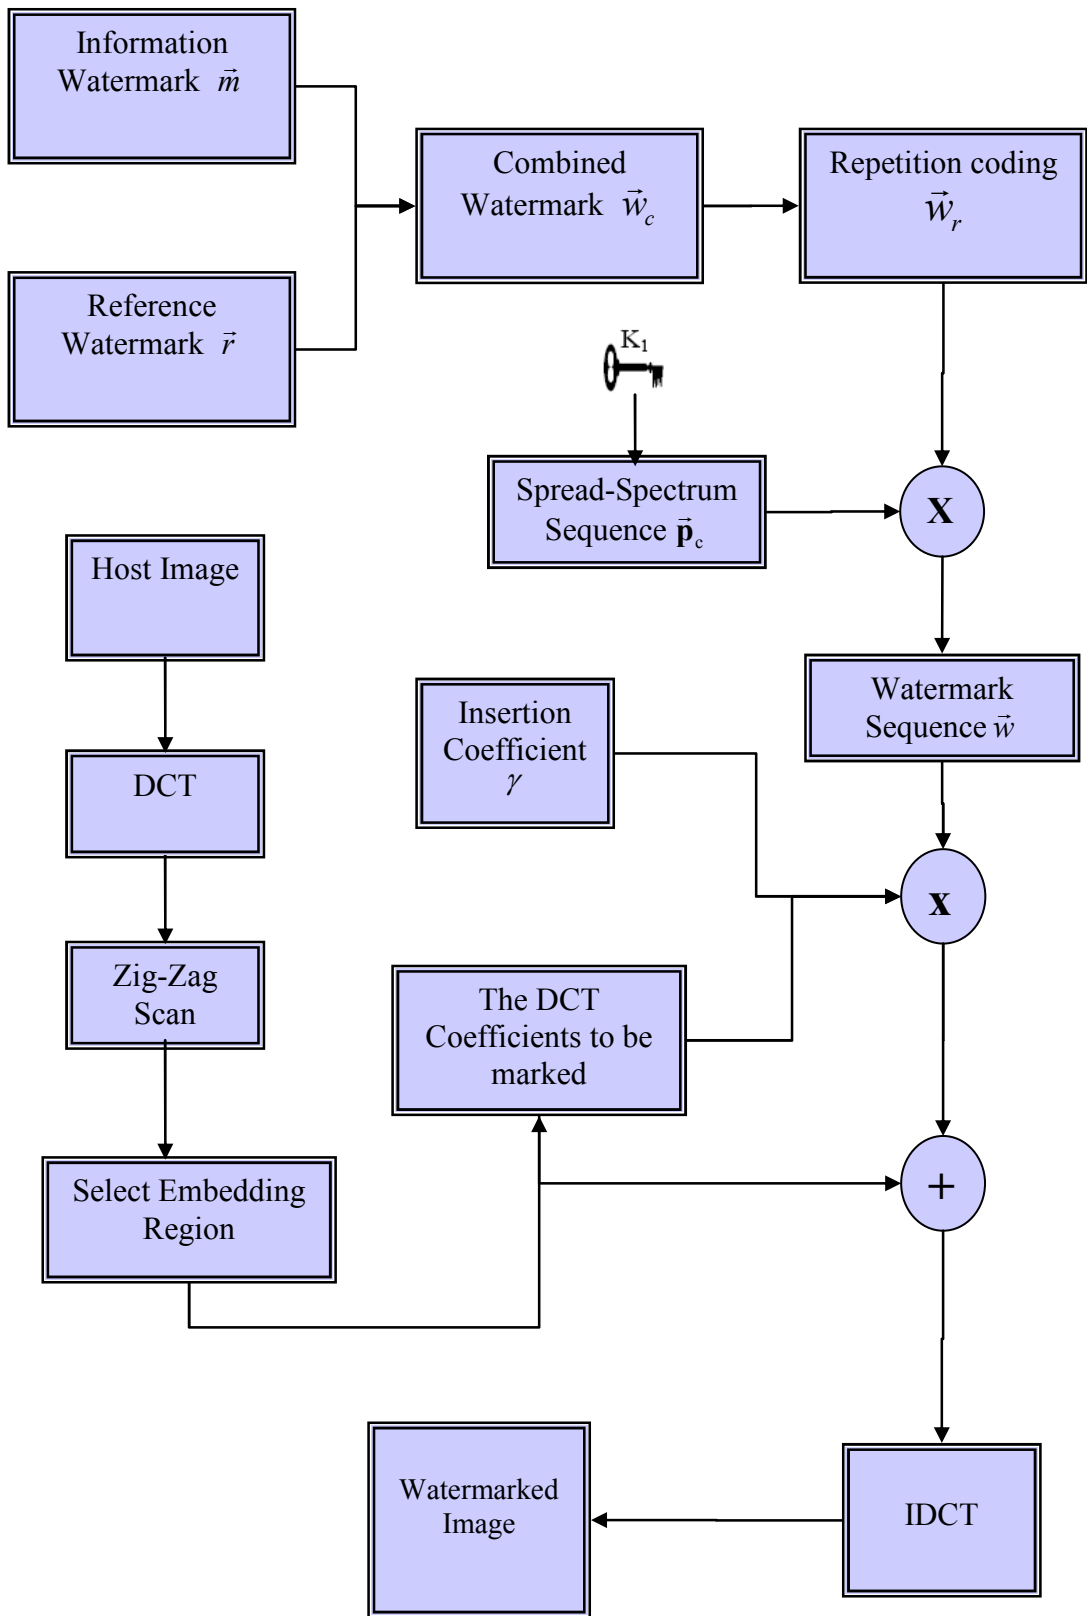 Information
Watermark m⃗
Combined
Watermark w⃗c
Repetition coding
w⃗r
Reference
Watermark r⃗
K1
Spread-Spectrum
Sequence p⃗c
X
Host Image
Watermark
Sequence w⃗
Insertion
Coefficient
γ
DCT
x
Zig-Zag
Scan
The DCT
Coefficients to be
marked
Select Embedding
Region
+
Watermarked
Image
IDCT